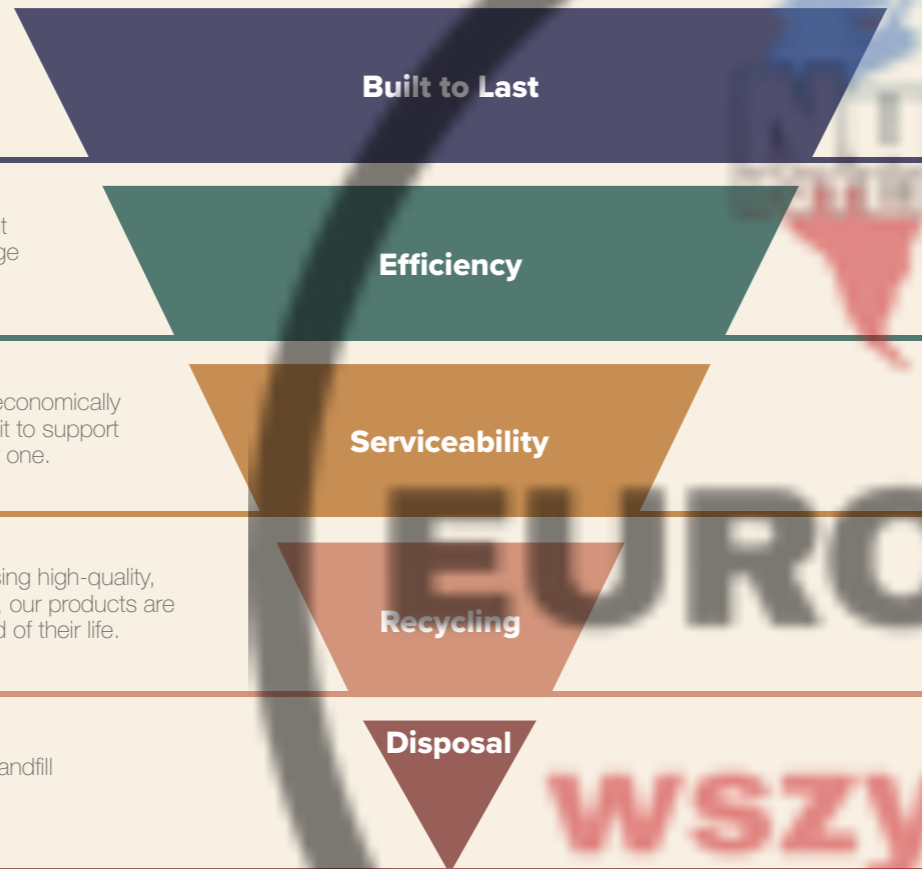 Built to Last
t
ge
Efficiency
economically
it to support
one.
Serviceability
sing high-quality,
, our products are
d of their life.
EURO
Recycling
Disposal
andfill
wszy